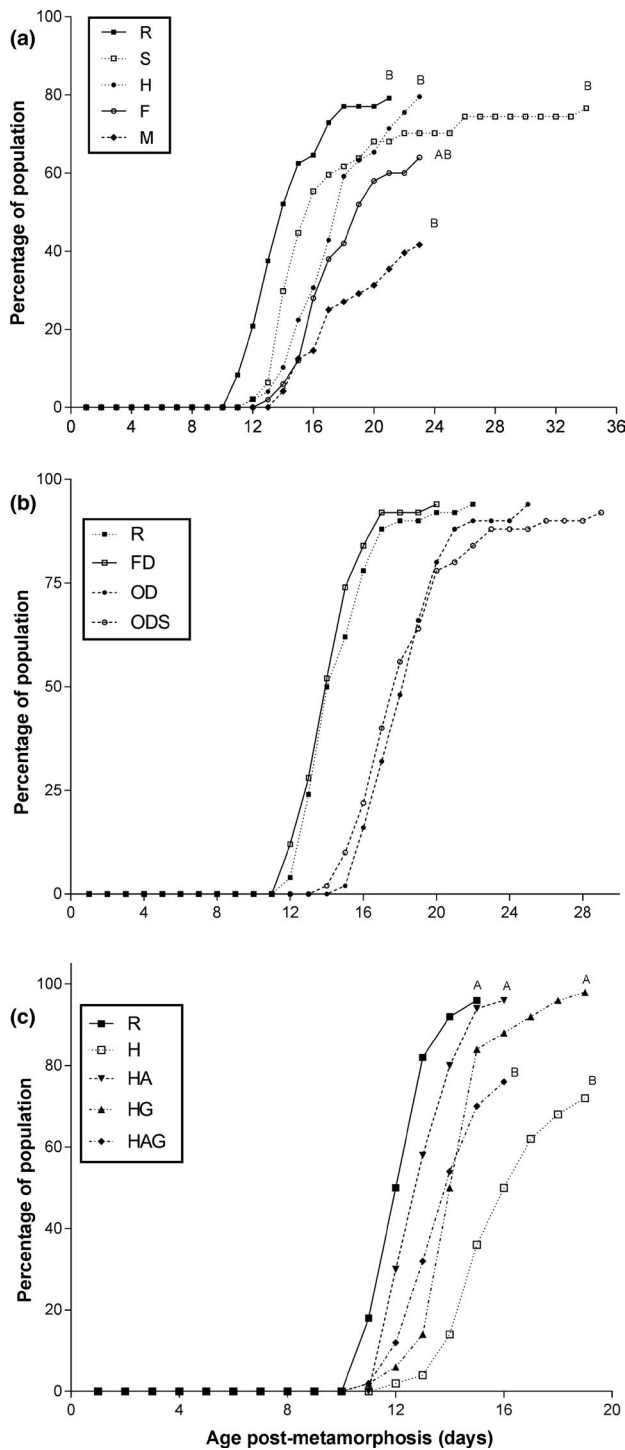 (a)
100
80
60
40
20
0
Percentage of population
R
S
H
F
M
B
B
B
AB
B
0 4 8 12 16 20 24 28 32 36
(b)
100
75
50
25
0
Percentage of population
R
FD
OD
ODS
0 4 8 12 16 20 24 28
(c)
100
80
60
40
20
0
Percentage of population
R
H
HA
HG
HAG
A A A
B
B
0 4 8 12 16 20
Age post-metamorphosis (days)